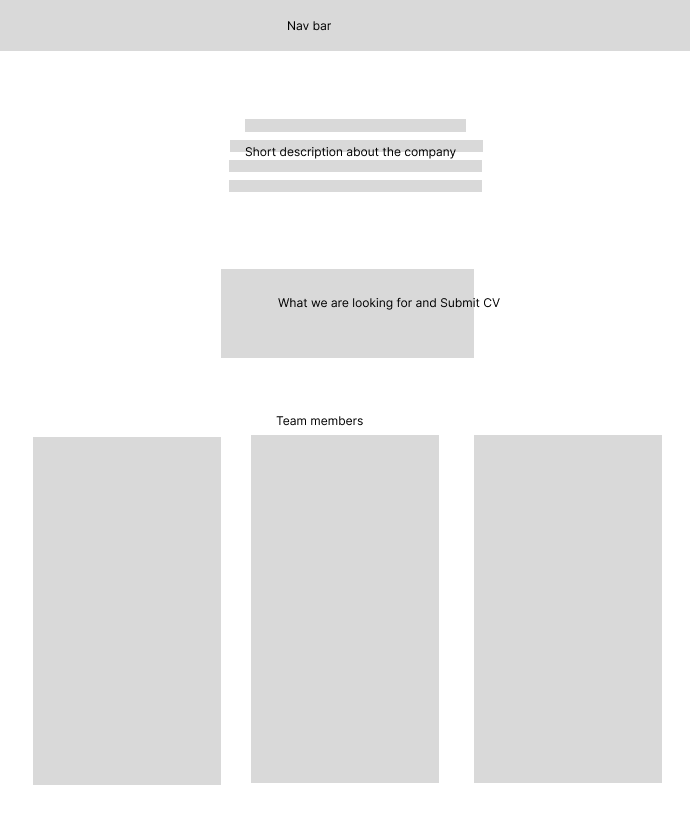 Nav bar
Short description about the company
What we are looking for and Submit CV
Team members